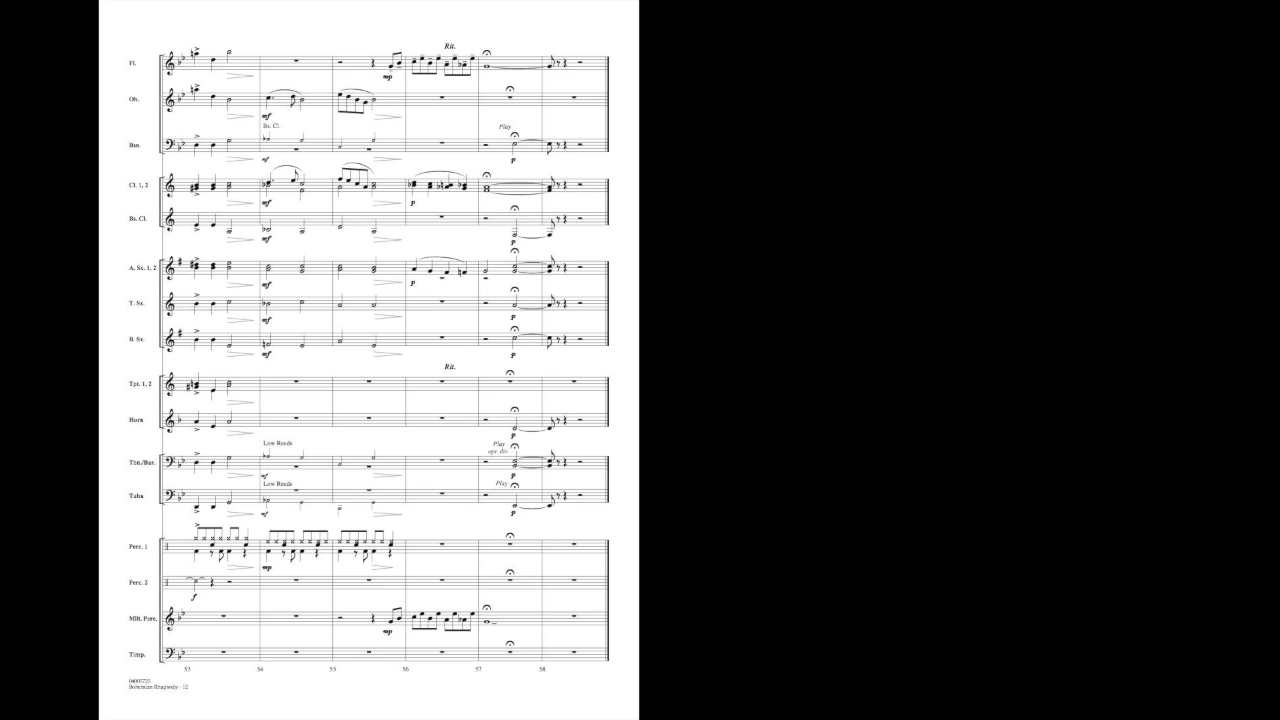 Rit.
Fl.
mp
Ob.
mf
Bs. Cl.
Play
Bsn.
mf
p
Cl. 1, 2
mf
p
Bs. Cl.
mf
p
A. Sx. 1, 2
mf
p
T. Sx.
mf
p
B. Sx.
mf
p
Rit.
Tpt. 1, 2
Horn
p
Low Reeds
Play
opt. div.
Tbn./Bar.
mf
p
Low Reeds
Play
Tuba
mf
p
Perc. 1
mp
Perc. 2
f
Mlt. Perc.
mp
Timp.
53 54 55 56 57 58
04003725
Bohemian Rhapsody - 12